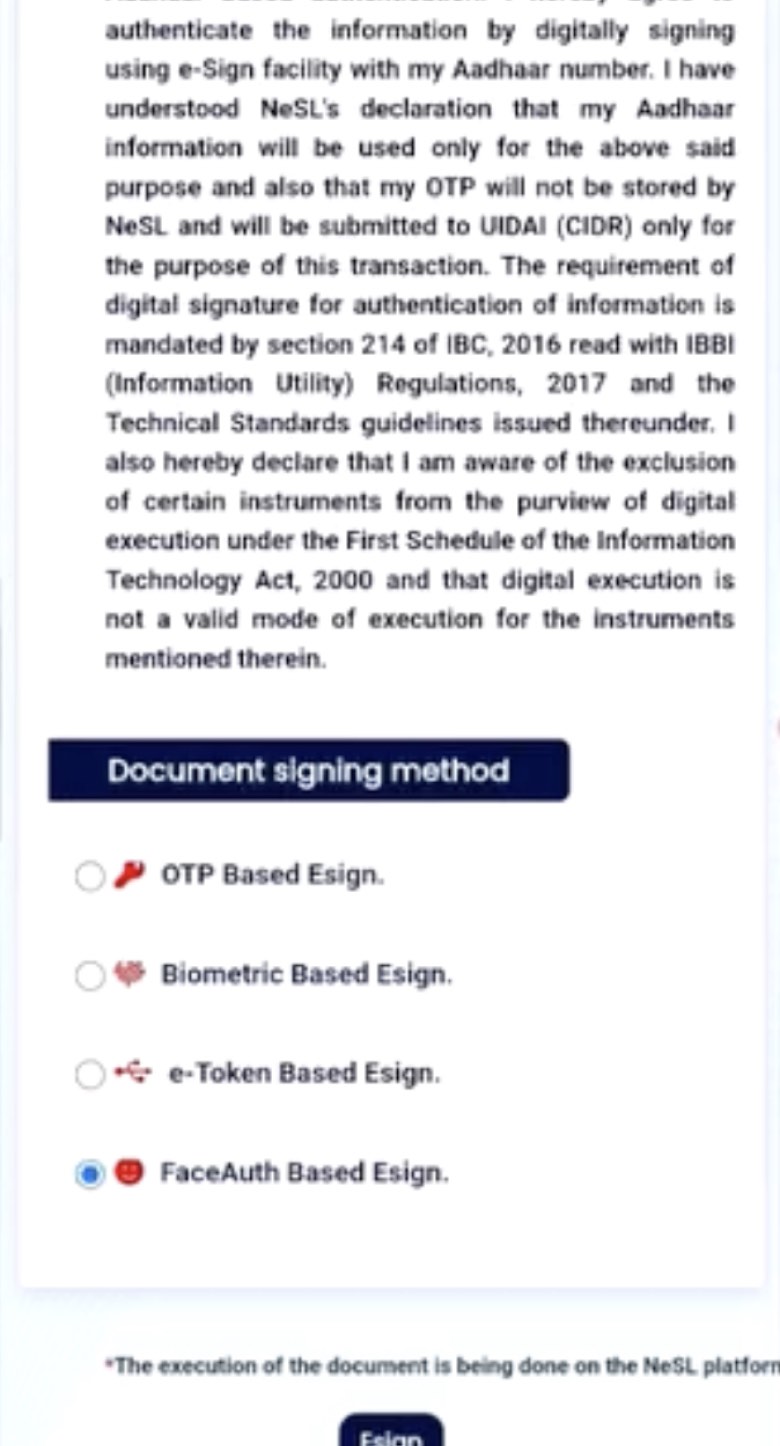 authenticate the information by digitally signing
using e-Sign facility with my Aadhaar number. I have
understood NeSL's declaration that my Aadhaar
information will be used only for the above said
purpose and also that my OTP will not be stored by
NeSL and will be submitted to UIDAI (CIDR) only for
the purpose of this transaction. The requirement of
digital signature for authentication of information is
mandated by section 214 of IBC, 2016 read with IBBI
(Information Utility) Regulations, 2017 and the
Technical Standards guidelines issued thereunder. I
also hereby declare that I am aware of the exclusion
of certain instruments from the purview of digital
execution under the First Schedule of the Information
Technology Act, 2000 and that digital execution is
not a valid mode of execution for the instruments
mentioned therein.
Document signing method
OTP Based Esign.
Biometric Based Esign.
e-Token Based Esign.
FaceAuth Based Esign.
*The execution of the document is being done on the NeSL platform
Esign